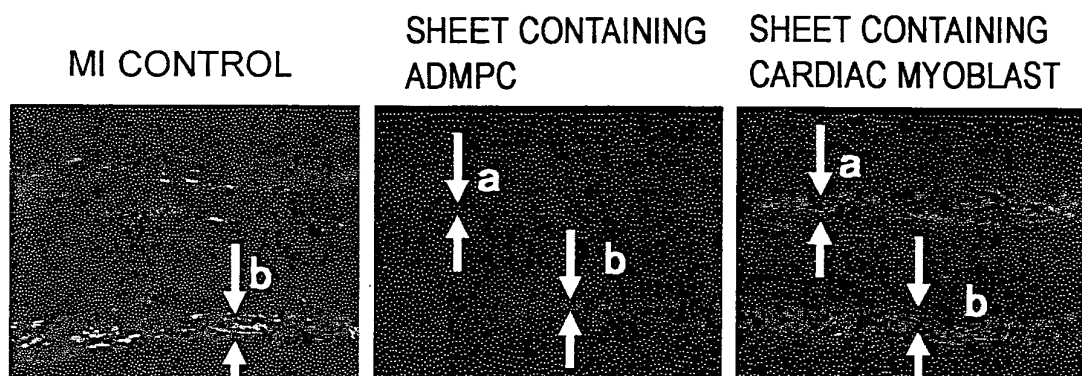 MI CONTROL
SHEET CONTAINING
ADMPC
SHEET CONTAINING
CARDIAC MYOBLAST
b
a
b
a
b